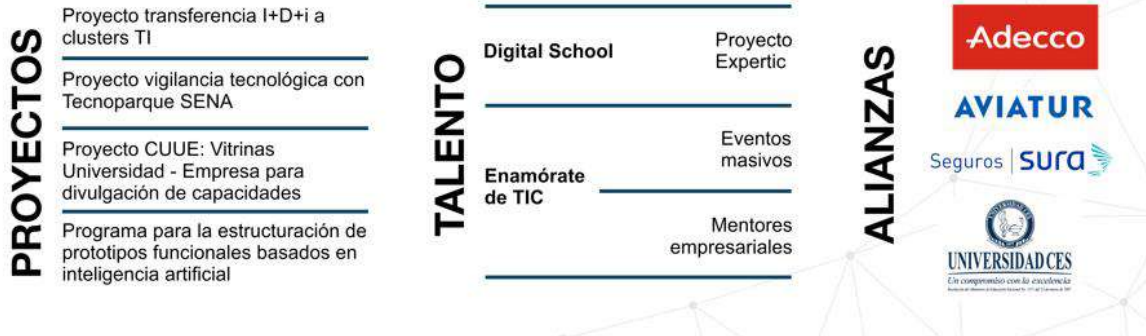 PROYECTOS
Proyecto transferencia I+D+i a
clusters TI
Proyecto vigilancia tecnológica con
Tecnoparque SENA
Proyecto CUUE: Vitrinas
Universidad - Empresa para
divulgación de capacidades
Programa para la estructuración de
prototipos funcionales basados en
inteligencia artificial
TALENTO
Digital School
Proyecto
Expertic
Enamórate
de TIC
Eventos
masivos
Mentores
empresariales
ALIANZAS
Adecco
AVIATUR
Seguros sura
UNIVERSIDAD CES
Un compromiso con la excelencia